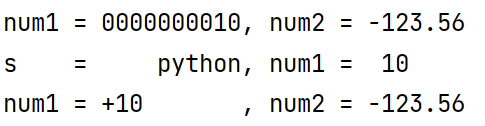 num1 = 0000000010, num2 = -123.56
s    =     python, num1 =  10
num1 = +10       , num2 = -123.56